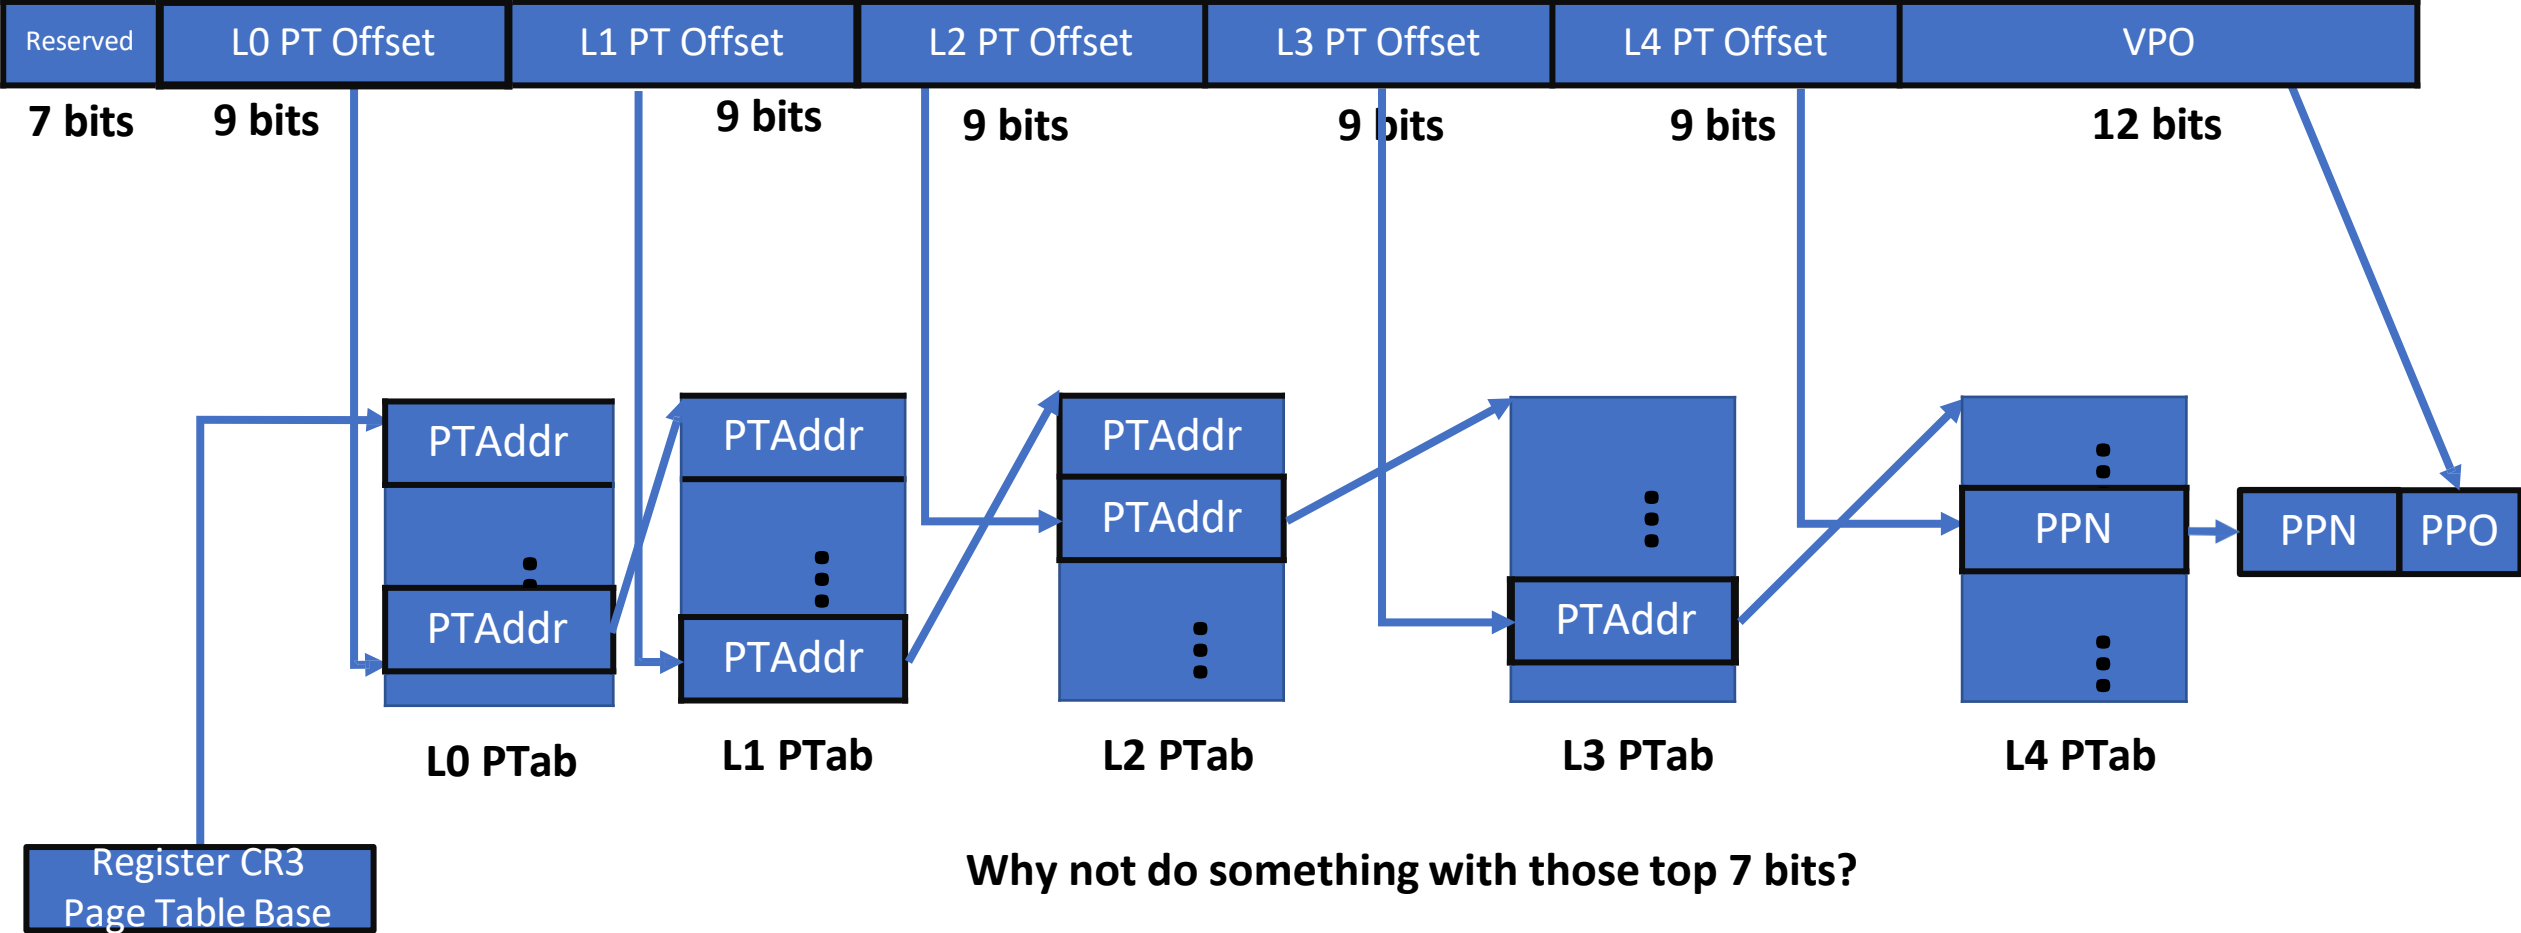 Reserved
L0 PT Offset
L1 PT Offset
L2 PT Offset
L3 PT Offset
L4 PT Offset
VPO
7 bits
9 bits
9 bits
9 bits
9 bits
9 bits
12 bits
PTAddr
PTAddr
PTAddr
PTAddr
PTAddr
PTAddr
PTAddr
PPN
PPN
PPO
L0 PTab
L1 PTab
L2 PTab
L3 PTab
L4 PTab
Register CR3
Page Table Base
Why not do something with those top 7 bits?